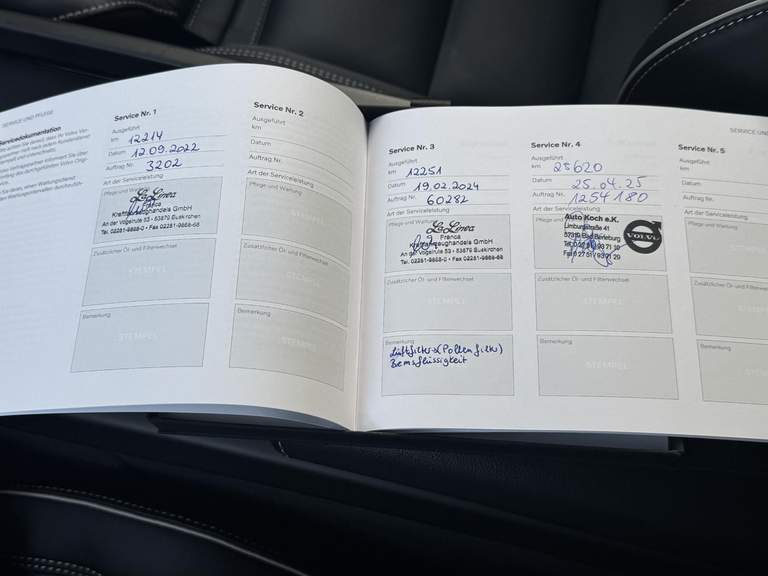 SERVICE UND PFLEGE
Servicedokumentation
Service Nr. 1
Ausgeführt
km 12214
Datum 12.09.2022
Auftrag Nr. 3202
Art der Serviceleistung
Pflege und Wartung
La Linea
Franca
Kraftfahrzeughandels GmbH
An der Vogelrute 53 - 53879 Euskirchen
Zusätzlicher Öl- und Filterwechsel
STEMPEL
Bemerkung
STEMPEL
Service Nr. 2
Ausgeführt
km
Datum
Auftrag Nr.
Art der Serviceleistung
Pflege und Wartung
STEMPEL
Zusätzlicher Öl- und Filterwechsel
STEMPEL
Bemerkung
STEMPEL
Service Nr. 3
Ausgeführt
km 12251
Datum 19.02.2024
Auftrag Nr. 60282
Art der Serviceleistung
Pflege und Wartung
La Linea
Franca
Kraftfahrzeughandels GmbH
An der Vogelrute 53 - 53879 Euskirchen
Zusätzlicher Öl- und Filterwechsel
STEMPEL
Bemerkung
Luftfilter (Pollenfilter)
Bremsflüssigkeit
Service Nr. 4
Ausgeführt
km 28620
Datum 25.04.25
Auftrag Nr. 1254180
Art der Serviceleistung
Pflege und
Auto Koch e.K.
Limburgstraße 41
57319 Bad Berleburg
VOLVO
Zusätzlicher Öl- und Filterwechsel
STEMPEL
Bemerkung
STEMPEL
SERVICE UND
Service Nr. 5
Ausgeführt
km
Datum
Auftrag Nr.
Art der Serviceleistung
Pflege und Wartung
Zusätzlicher Öl- und Filterwechsel
Bemerkung